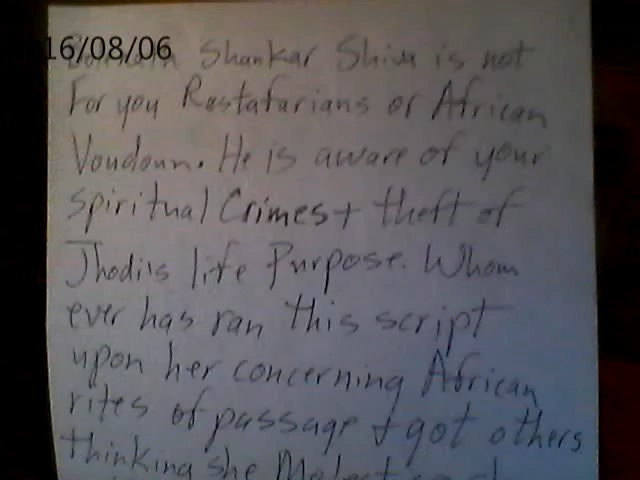 16/08/06
Shankar Shiva is not
For you Rastafarians or African
Voudoun. He is aware of your
Spiritual Crimes + theft of
Jhodi's life Purpose. Whom
ever has ran this script
upon her concerning African
rites of passage & got others
thinking she